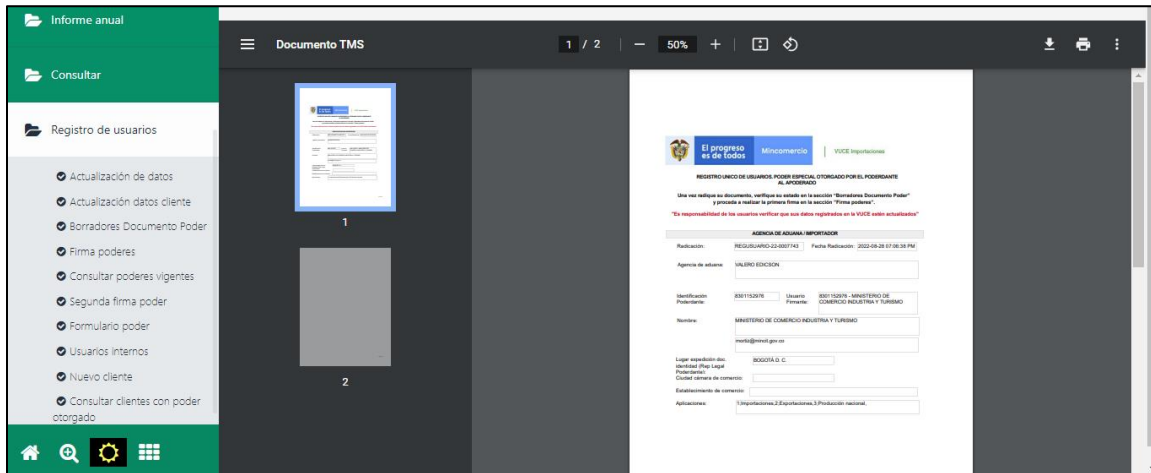 Informe anual
Consultar
Registro de usuarios
Actualización de datos
Actualización datos cliente
Borradores Documento Poder
Firma poderes
Consultar poderes vigentes
Segunda firma poder
Formulario poder
Usuarios internos
Nuevo cliente
Consultar clientes con poder
otorgado
Documento TMS
1 / 2
50%
1
2
El progreso
es de todos
Mincomercio
VUCE Importaciones
REGISTRO UNICO DE USUARIOS. PODER ESPECIAL OTORGADO POR EL PODERDANTE
AL APODERADO
Una vez radique su documento, verifique su estado en la sección "Borradores Documento Poder"
y proceda a realizar la primera firma en la sección "Firma poderes".
"Es responsabilidad de los usuarios verificar que sus datos registrados en la VUCE estén actualizados"
AGENCIA DE ADUANA / IMPORTADOR
Radicación: REGUSUARIO-22-0007743 Fecha Radicación: 2022-09-28 07:06:38 PM
Agencia de aduana: VALERO EDICSON
Identificación
Poderdante: 8301152976 Usuario
Firmante: 8301152976 - MINISTERIO DE
COMERCIO INDUSTRIA Y TURISMO
Nombre: MINISTERIO DE COMERCIO INDUSTRIA Y TURISMO
Lugar expedición doc.
identidad (Rep Legal
Poderdante): BOGOTÁ D. C.
Ciudad cámara de comercio:
Establecimiento de comercio:
Aplicaciones: 1.Importaciones,2.Exportaciones,3.Producción nacional,